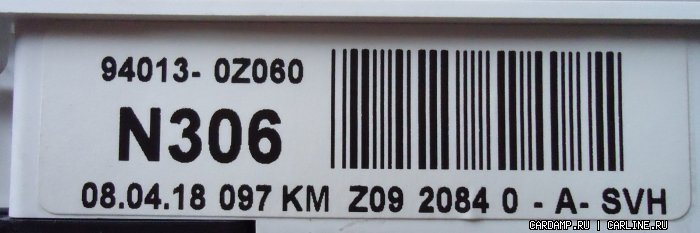 94013- 0Z060
N306
08.04.18 097 KM Z09 2084 0 - A- SVH
CARDAMP.RU | CARLINE.RU